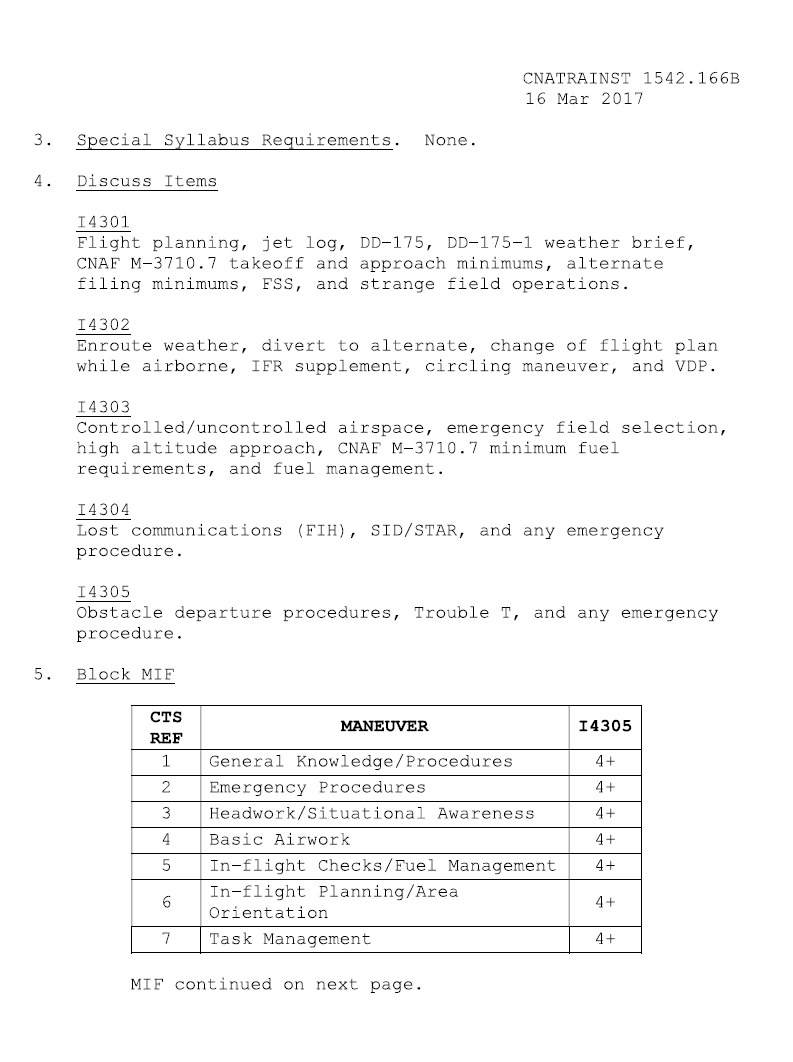 CNATRAINST 1542.166B
16 Mar 2017
3. Special Syllabus Requirements. None.
4. Discuss Items
I4301
Flight planning, jet log, DD-175, DD-175-1 weather brief,
CNAF M-3710.7 takeoff and approach minimums, alternate
filing minimums, FSS, and strange field operations.
I4302
Enroute weather, divert to alternate, change of flight plan
while airborne, IFR supplement, circling maneuver, and VDP.
I4303
Controlled/uncontrolled airspace, emergency field selection,
high altitude approach, CNAF M-3710.7 minimum fuel
requirements, and fuel management.
I4304
Lost communications (FIH), SID/STAR, and any emergency
procedure.
I4305
Obstacle departure procedures, Trouble T, and any emergency
procedure.
5. Block MIF
CTS
REF MANEUVER I4305
1 General Knowledge/Procedures 4+
2 Emergency Procedures 4+
3 Headwork/Situational Awareness 4+
4 Basic Airwork 4+
5 In-flight Checks/Fuel Management 4+
6 In-flight Planning/Area
Orientation 4+
7 Task Management 4+
MIF continued on next page.